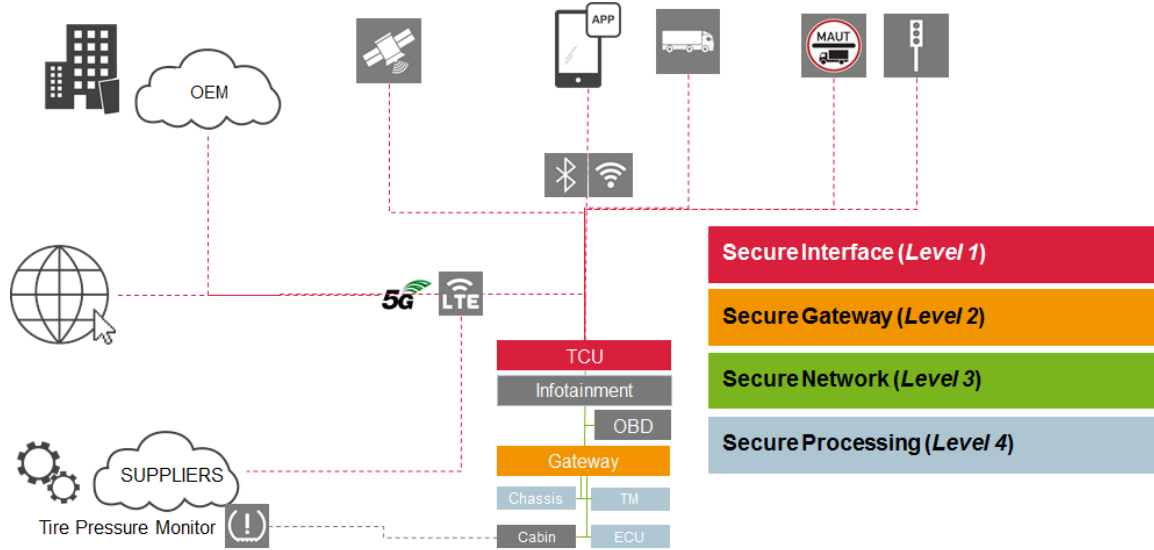 APP
MAUT
OEM
Secure Interface (Level 1)
5G
LTE
Secure Gateway (Level 2)
TCU
Secure Network (Level 3)
Infotainment
OBD
Secure Processing (Level 4)
Gateway
SUPPLIERS
Chassis
TM
Tire Pressure Monitor
Cabin
ECU